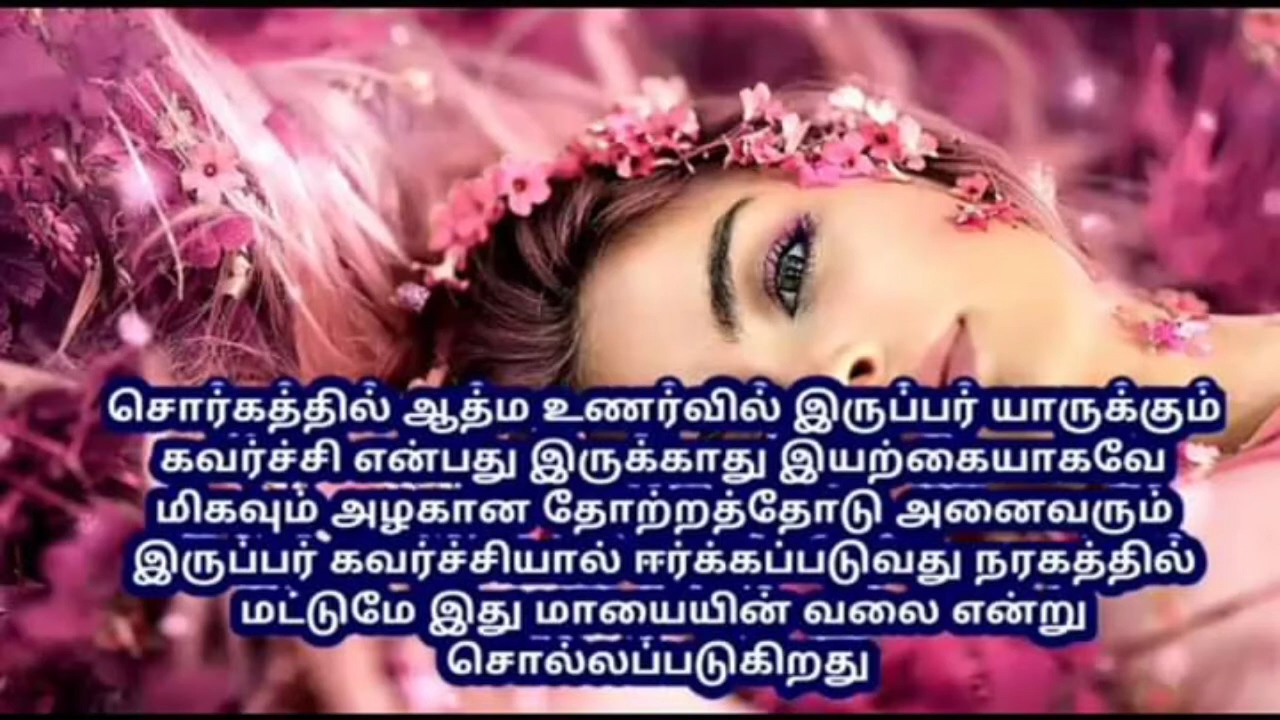 சொர்கத்தில் ஆத்ம உணர்வில் இருப்பர் யாருக்கும்
கவர்ச்சி என்பது இருக்காது இயற்கையாகவே
மிகவும் அழகான தோற்றத்தோடு அனைவரும்
இருப்பர் கவர்ச்சியால் ஈர்க்கப்படுவது நரகத்தில்
மட்டுமே இது மாயையின் வலை என்று
சொல்லப்படுகிறது